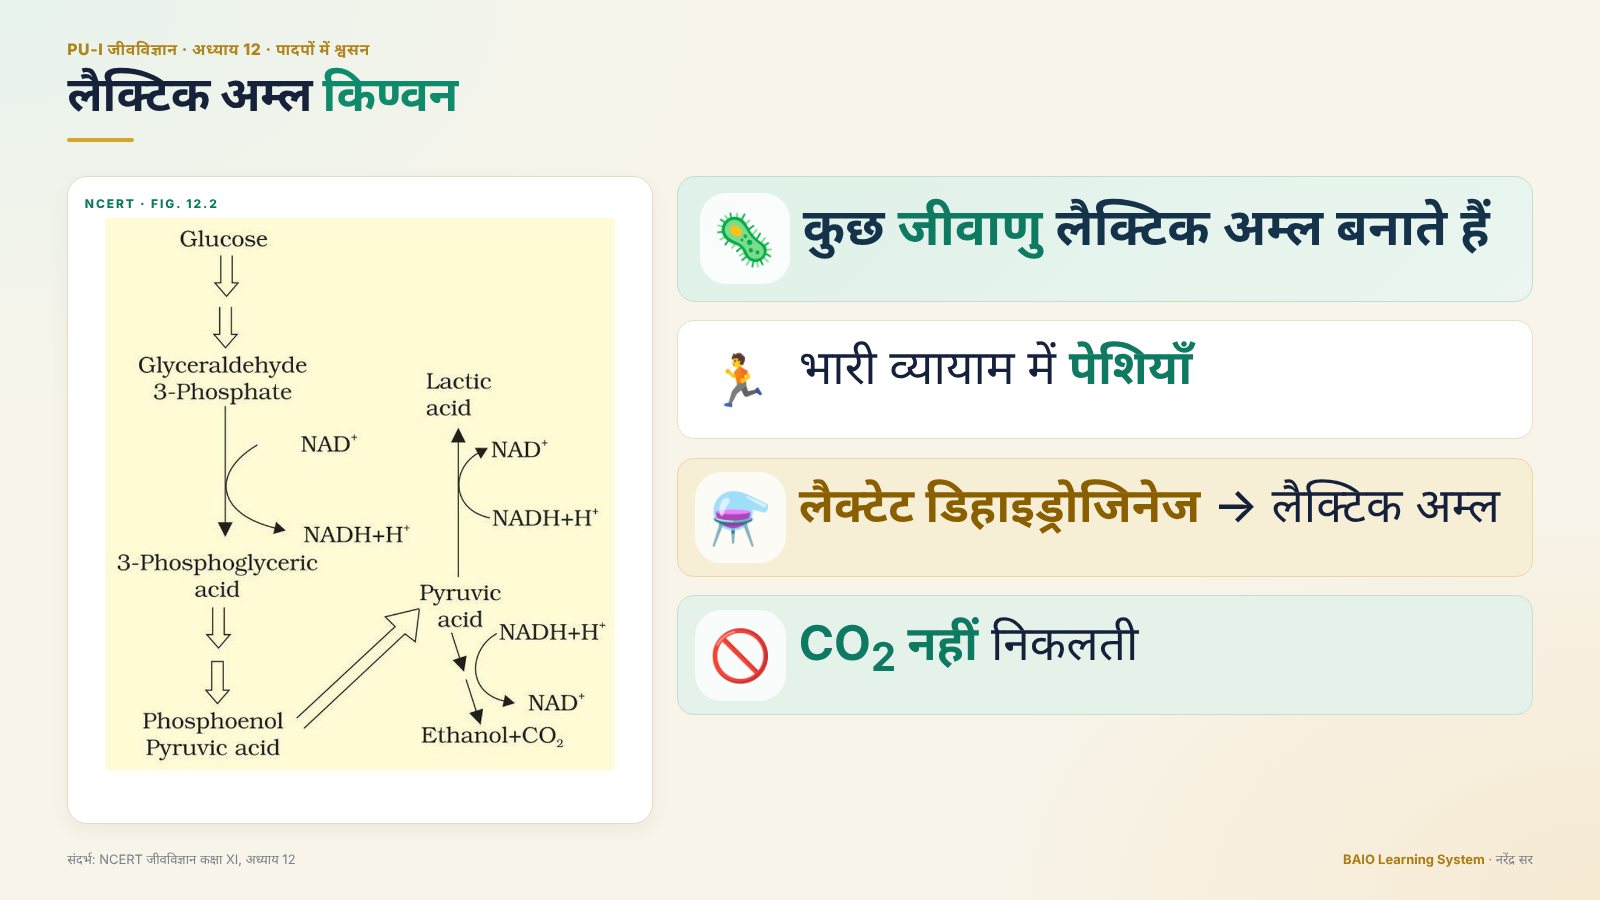 PU-I जीवविज्ञान · अध्याय 12 · पादपों में श्वसन
लैक्टिक अम्ल किण्वन
NCERT · FIG. 12.2
Glucose
Glyceraldehyde
3-Phosphate
NAD⁺
NADH+H⁺
3-Phosphoglyceric
acid
Phosphoenol
Pyruvic acid
Lactic
acid
NAD⁺
NADH+H⁺
Pyruvic
acid
NADH+H⁺
NAD⁺
Ethanol+CO₂
कुछ जीवाणु लैक्टिक अम्ल बनाते हैं
भारी व्यायाम में पेशियाँ
लैक्टेट डिहाइड्रोजिनेज → लैक्टिक अम्ल
CO₂ नहीं निकलती
संदर्भ: NCERT जीवविज्ञान कक्षा XI, अध्याय 12
BAIO Learning System · नरेंद्र सर